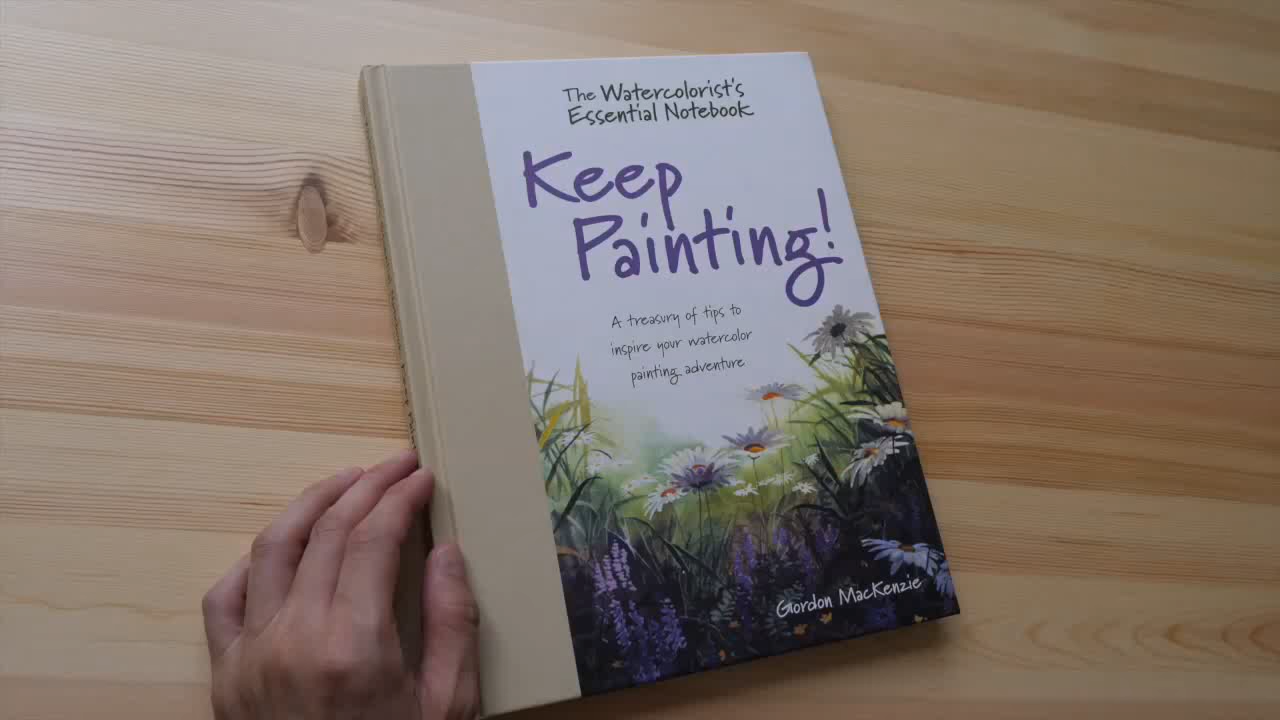 The Watercolorist's
Essential Notebook
Keep
Painting!
A treasury of tips to
inspire your watercolor
painting adventure
Gordon MacKenzie